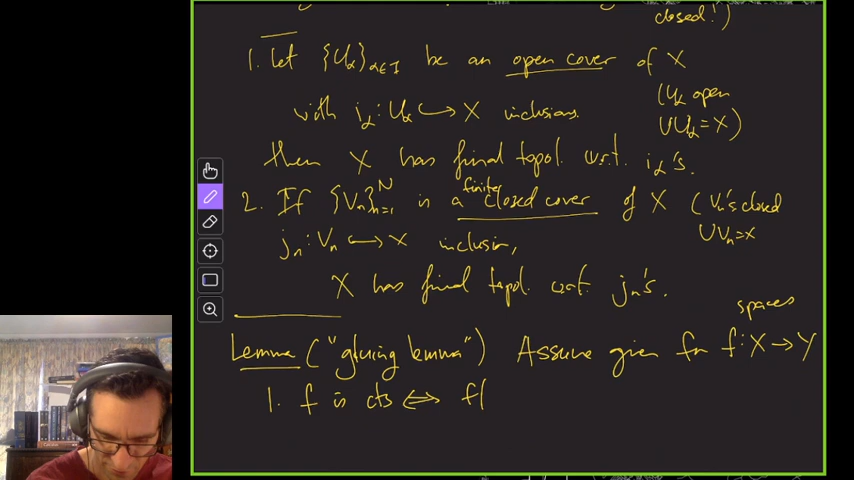 closed!)
1. Let {Uα}α∈I be an open cover of X
with iα: Uα ↪ X inclusions.
(Uα open
∪Uα = X)
then X has final topol. w.r.t. iα's.
2. If {Vn}ᴺn=1 is a finite closed cover of X (Vn's closed
∪Vn = X
jn: Vn ↪ X inclusion,
X has final topol. w.r.t. jn's.
spaces
Lemma ("gluing lemma") Assume given fn f: X → Y
1. f is cts ⟺ f|